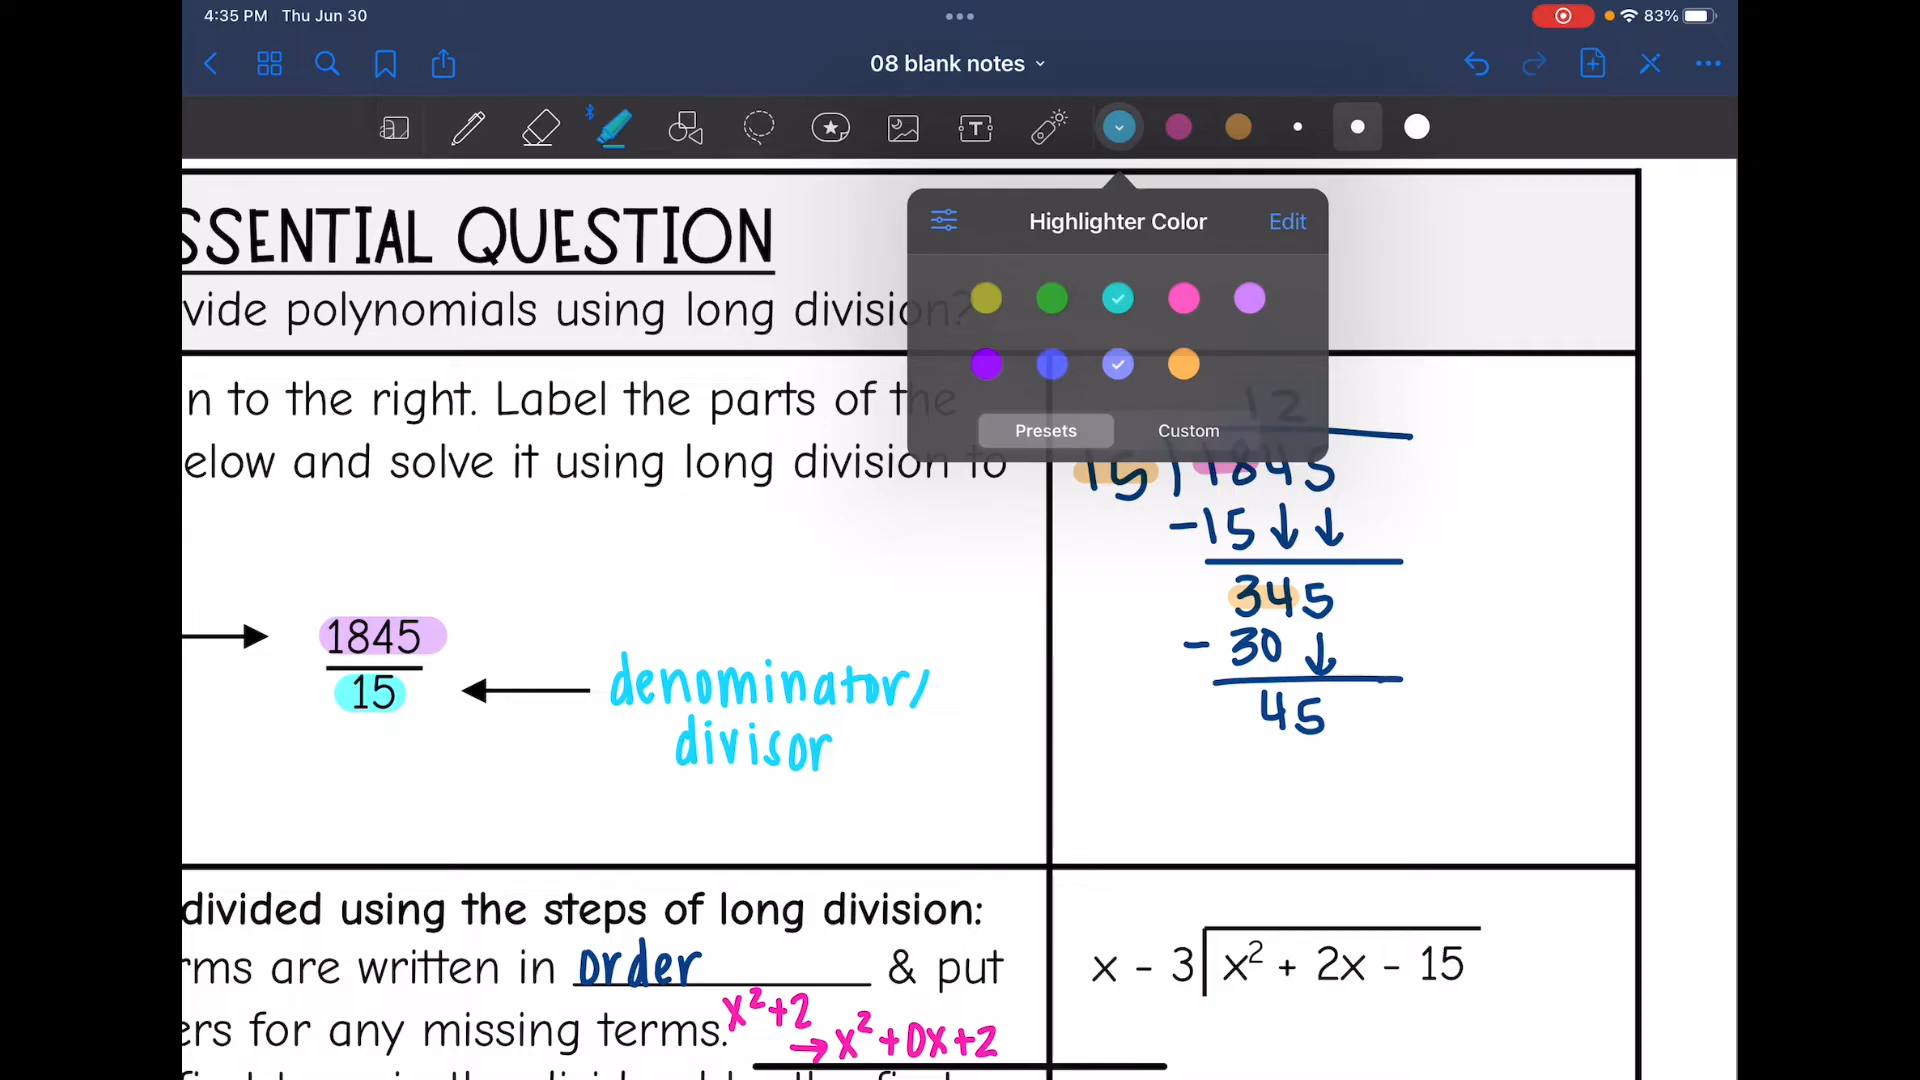 4:35 PM Thu Jun 30
83%
08 blank notes
SSENTIAL QUESTION
vide polynomials using long division?
Highlighter Color
Edit
Presets
Custom
n to the right. Label the parts of the
elow and solve it using long division to
1845
15
denominator/
divisor
12
15 ) 1845
-15↓↓
345
- 30 ↓
45
divided using the steps of long division:
rms are written in order & put
ers for any missing terms. x²+2
→ x²+0x+2
x - 3 x² + 2x - 15